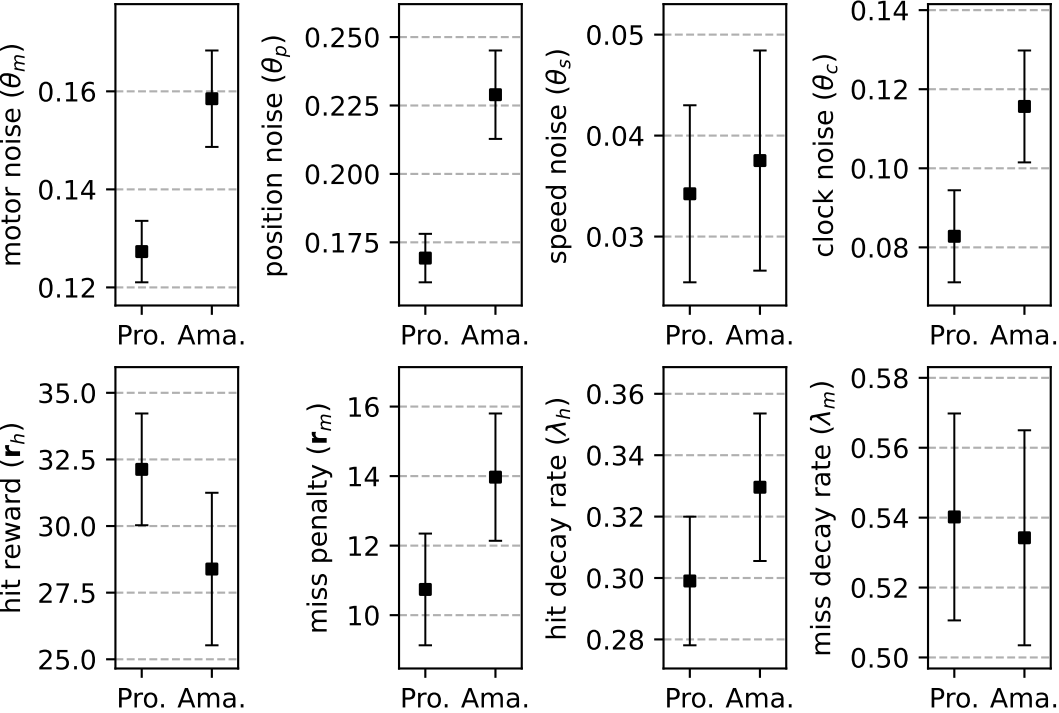 motor noise (θm)
0.16
0.14
0.12
Pro. Ama.
position noise (θp)
0.250
0.225
0.200
0.175
Pro. Ama.
speed noise (θs)
0.05
0.04
0.03
Pro. Ama.
clock noise (θc)
0.14
0.12
0.10
0.08
Pro. Ama.
hit reward (rh)
35.0
32.5
30.0
27.5
25.0
Pro. Ama.
miss penalty (rm)
16
14
12
10
Pro. Ama.
hit decay rate (λh)
0.36
0.34
0.32
0.30
0.28
Pro. Ama.
miss decay rate (λm)
0.58
0.56
0.54
0.52
0.50
Pro. Ama.